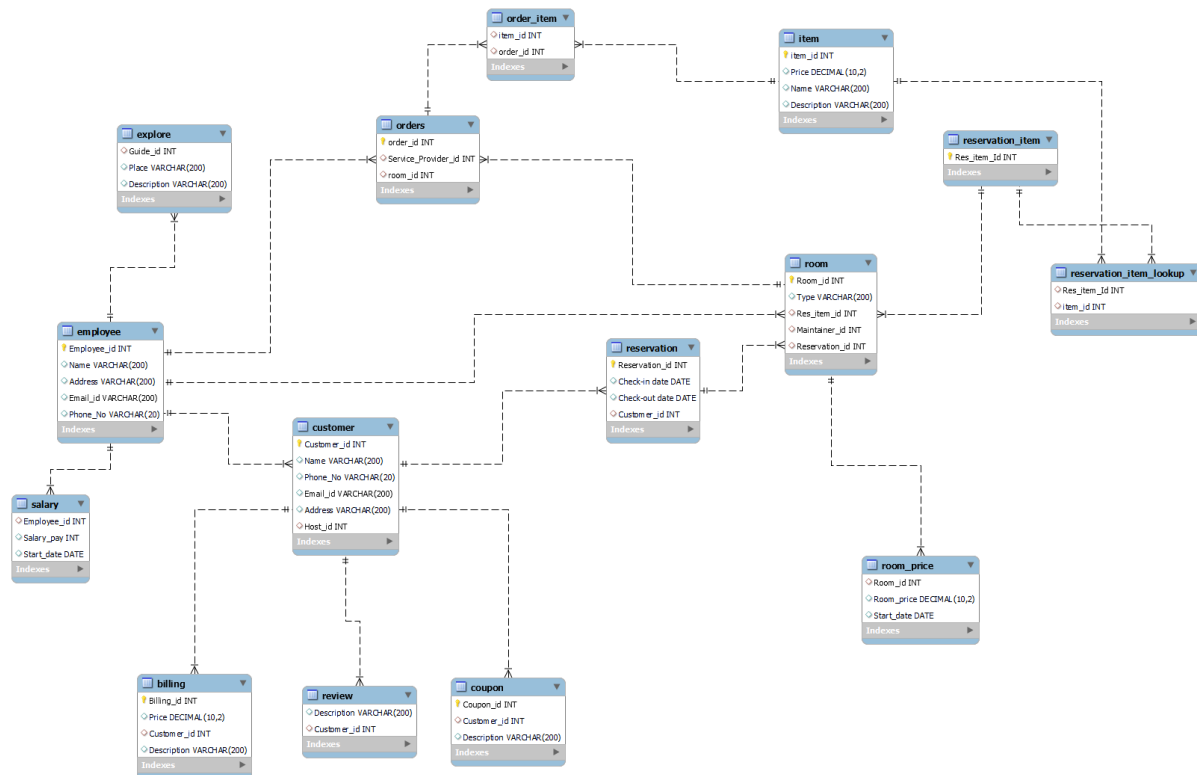 order_item
item_id INT
order_id INT
Indexes
item
item_id INT
Price DECIMAL(10,2)
Name VARCHAR(200)
Description VARCHAR(200)
Indexes
explore
Guide_id INT
Place VARCHAR(200)
Description VARCHAR(200)
Indexes
orders
order_id INT
Service_Provider_id INT
room_id INT
Indexes
reservation_item
Res_item_Id INT
Indexes
room
Room_id INT
Type VARCHAR(200)
Res_item_id INT
Maintainer_id INT
Reservation_id INT
Indexes
reservation_item_lookup
Res_item_Id INT
item_id INT
Indexes
employee
Employee_id INT
Name VARCHAR(200)
Address VARCHAR(200)
Email_id VARCHAR(200)
Phone_No VARCHAR(20)
Indexes
reservation
Reservation_id INT
Check-in date DATE
Check-out date DATE
Customer_id INT
Indexes
customer
Customer_id INT
Name VARCHAR(200)
Phone_No VARCHAR(20)
Email_id VARCHAR(200)
Address VARCHAR(200)
Host_id INT
Indexes
salary
Employee_id INT
Salary_pay INT
Start_date DATE
Indexes
room_price
Room_id INT
Room_price DECIMAL(10,2)
Start_date DATE
Indexes
billing
Billing_id INT
Price DECIMAL(10,2)
Customer_id INT
Description VARCHAR(200)
Indexes
review
Description VARCHAR(200)
Customer_id INT
Indexes
coupon
Coupon_id INT
Customer_id INT
Description VARCHAR(200)
Indexes